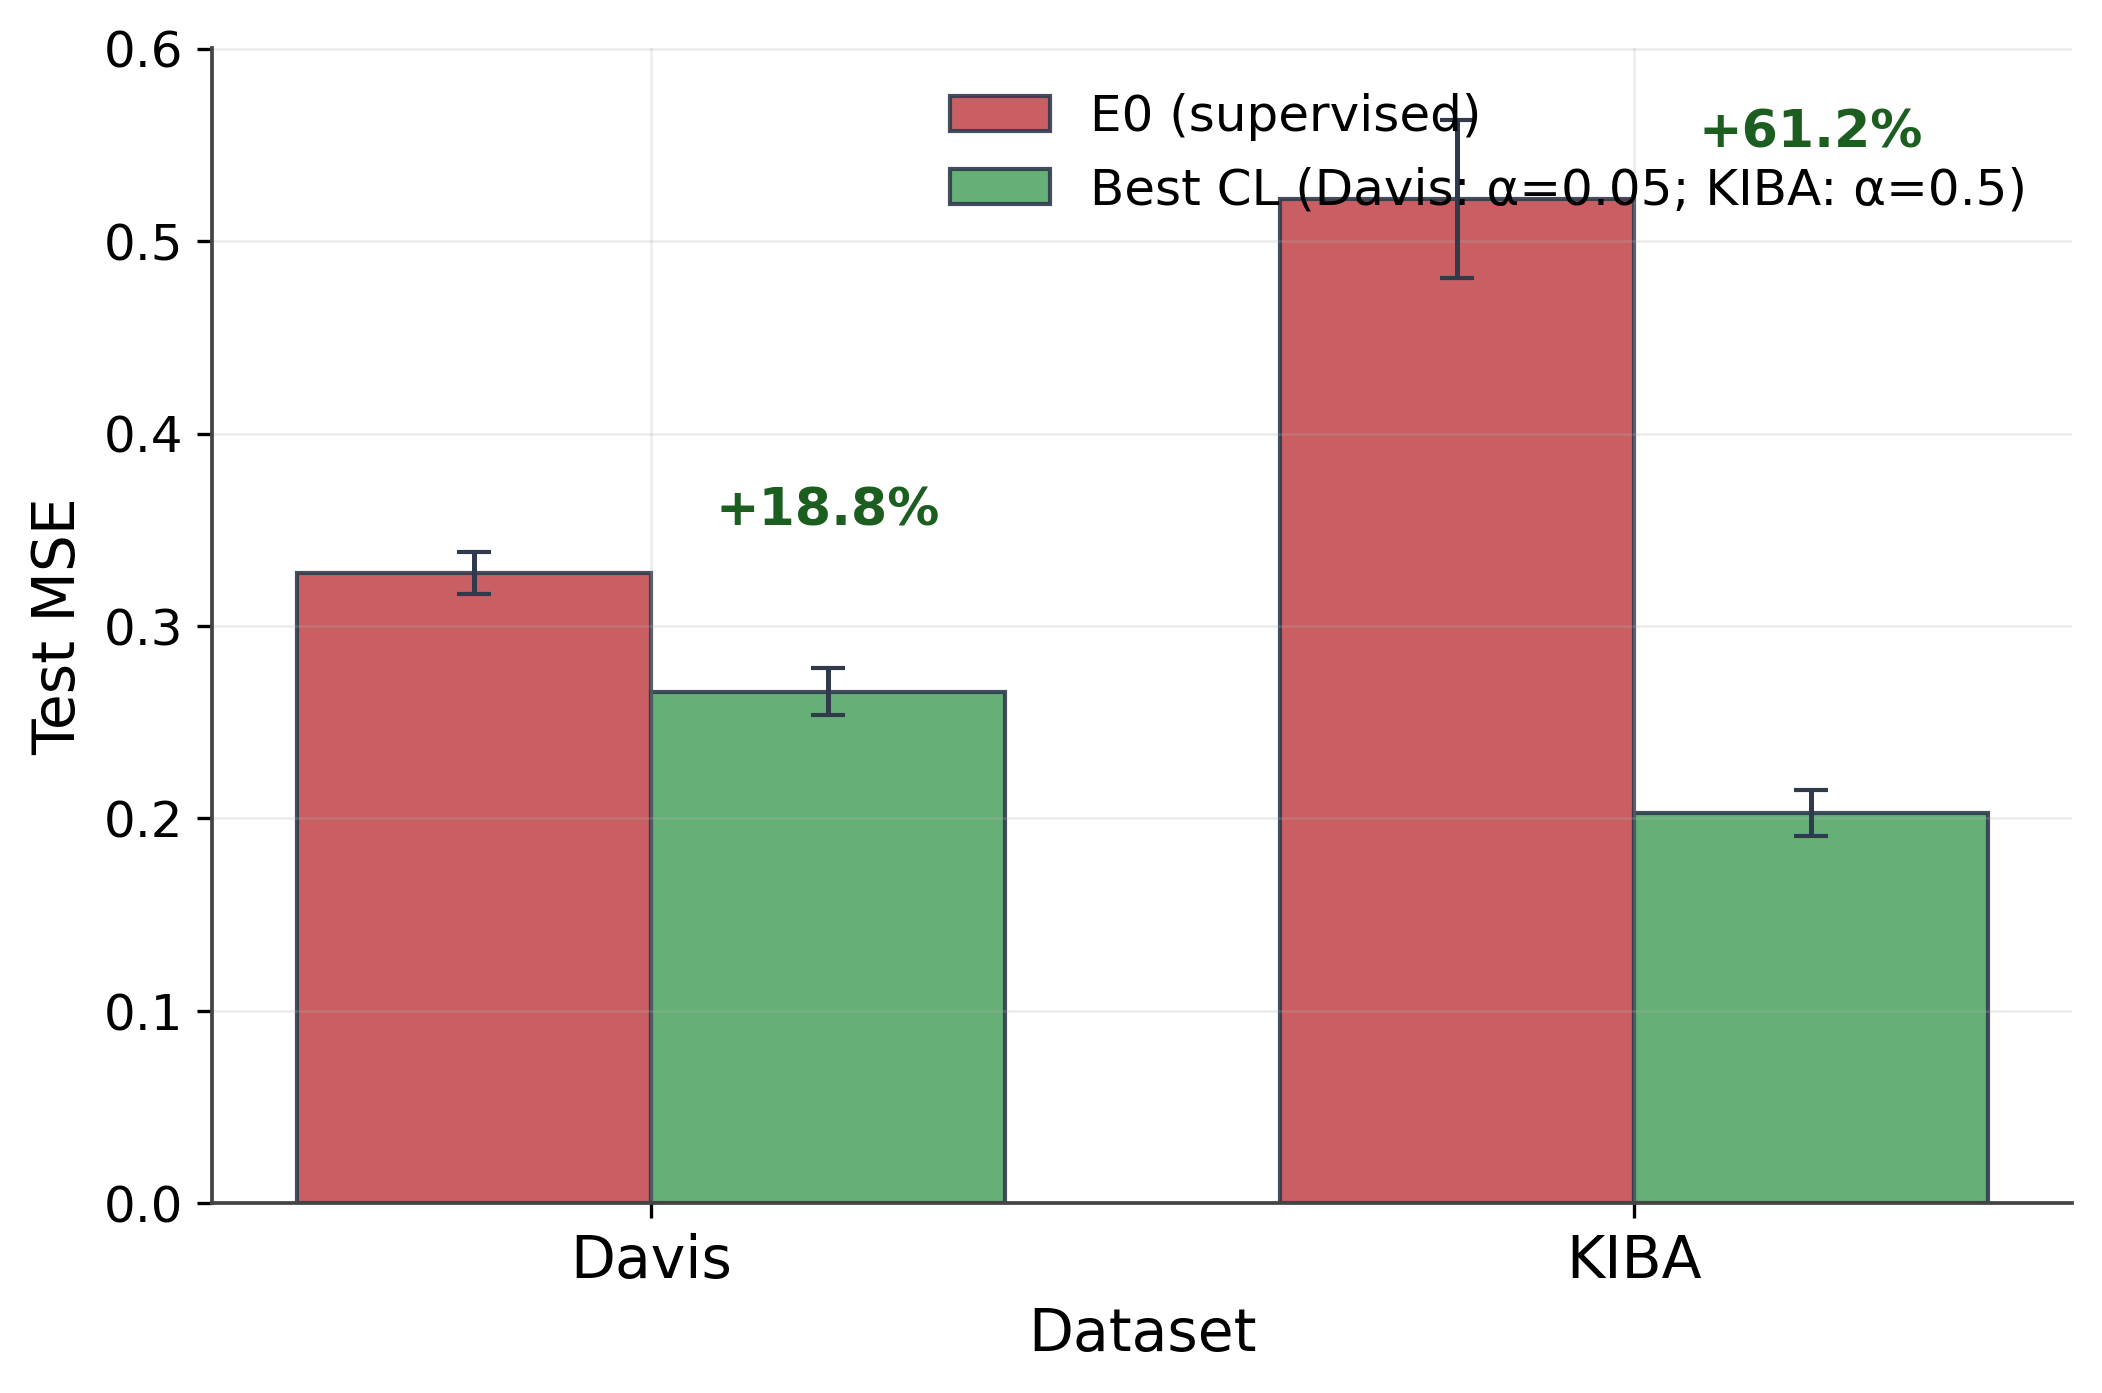 0.6
0.5
0.4
0.3
0.2
0.1
0.0
Test MSE
E0 (supervised)
Best CL (Davis: α=0.05; KIBA: α=0.5)
+61.2%
+18.8%
Davis
KIBA
Dataset